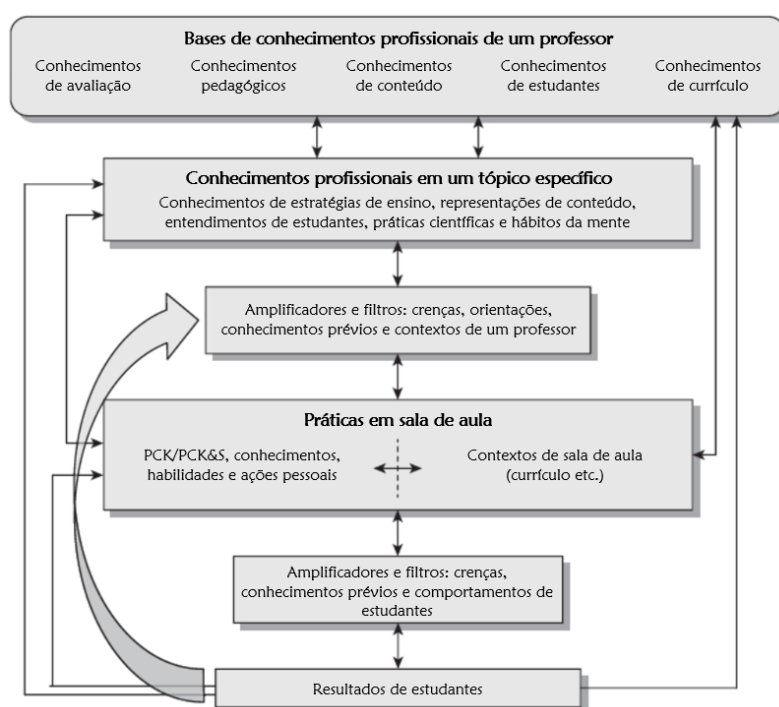 Bases de conhecimentos profissionais de um professor
Conhecimentos de avaliação
Conhecimentos pedagógicos
Conhecimentos de conteúdo
Conhecimentos de estudantes
Conhecimentos de currículo
Conhecimentos profissionais em um tópico específico
Conhecimentos de estratégias de ensino, representações de conteúdo,
entendimentos de estudantes, práticas científicas e hábitos da mente
Amplificadores e filtros: crenças, orientações,
conhecimentos prévios e contextos de um professor
Práticas em sala de aula
PCK/PCK&S, conhecimentos,
habilidades e ações pessoais
Contextos de sala de aula
(currículo etc.)
Amplificadores e filtros: crenças,
conhecimentos prévios e comportamentos de
estudantes
Resultados de estudantes